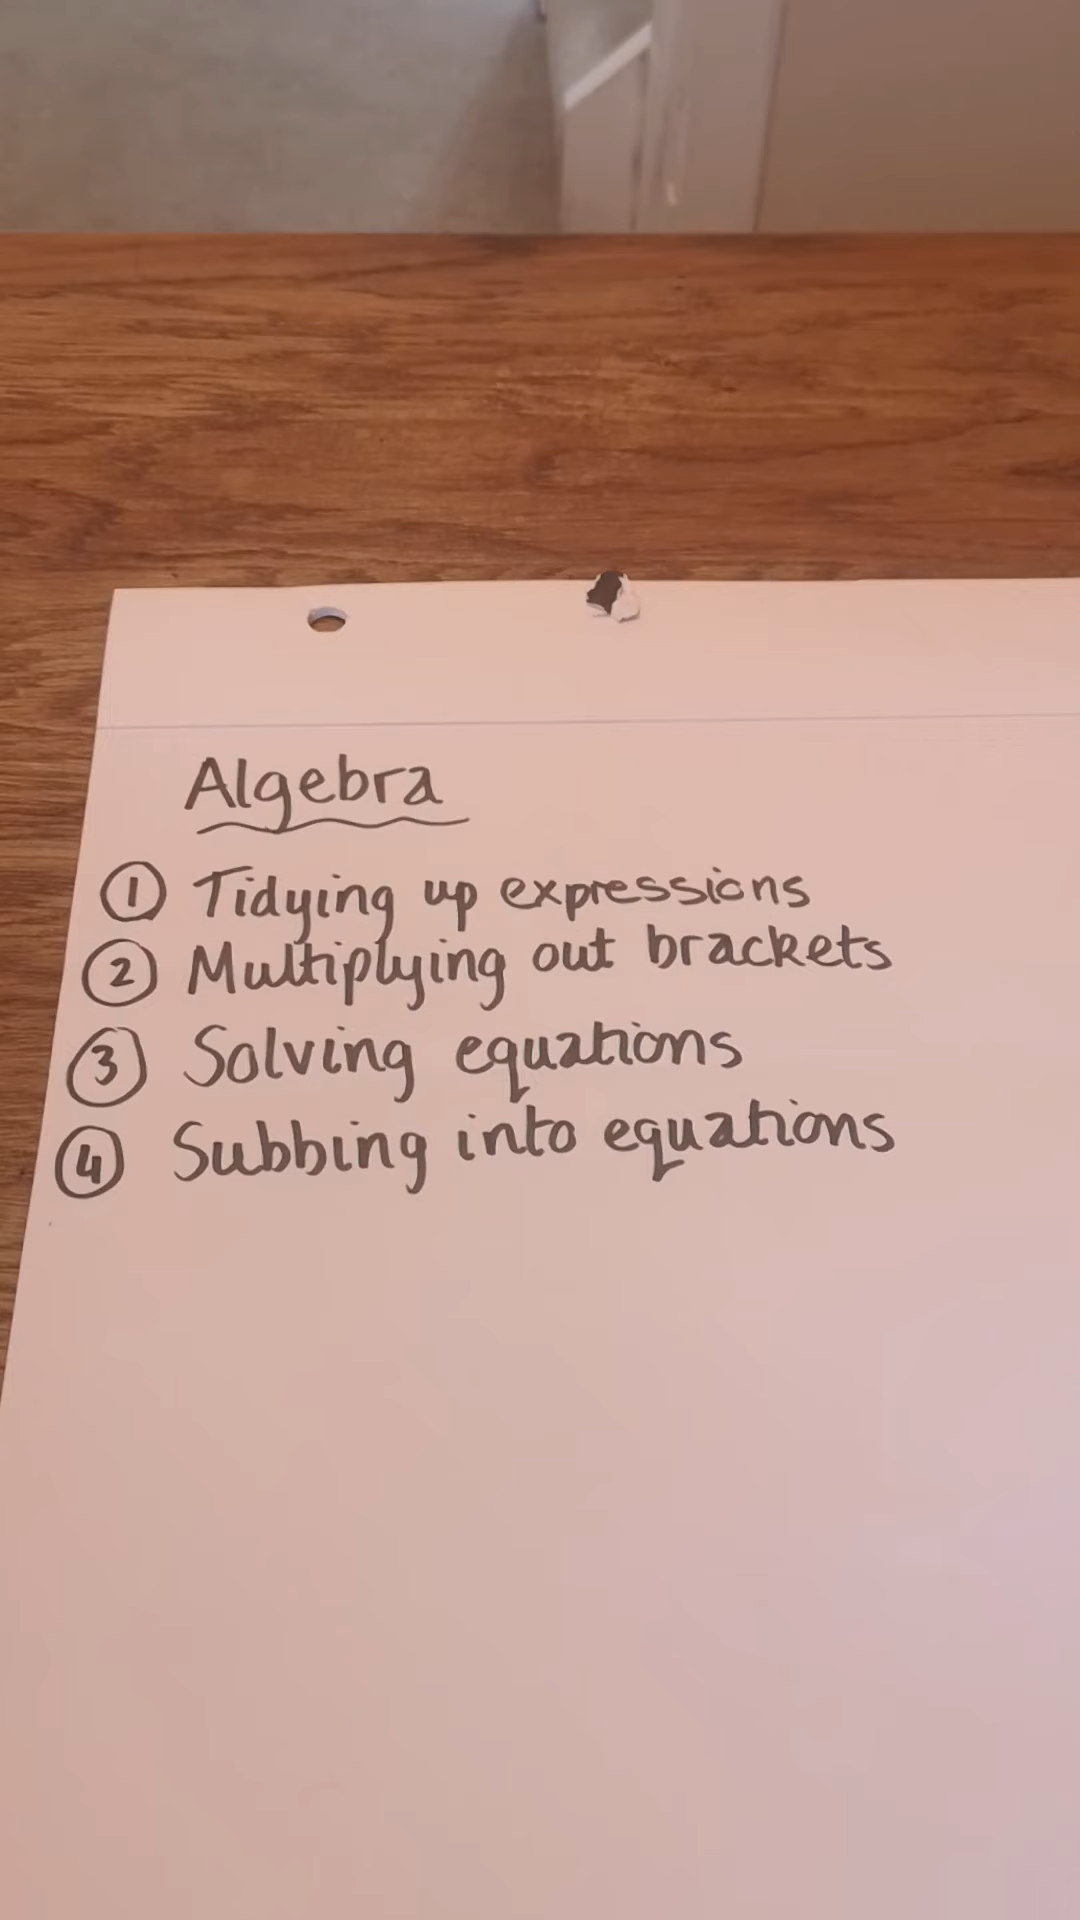 Algebra
① Tidying up expressions
② Multiplying out brackets
③ Solving equations
④ Subbing into equations